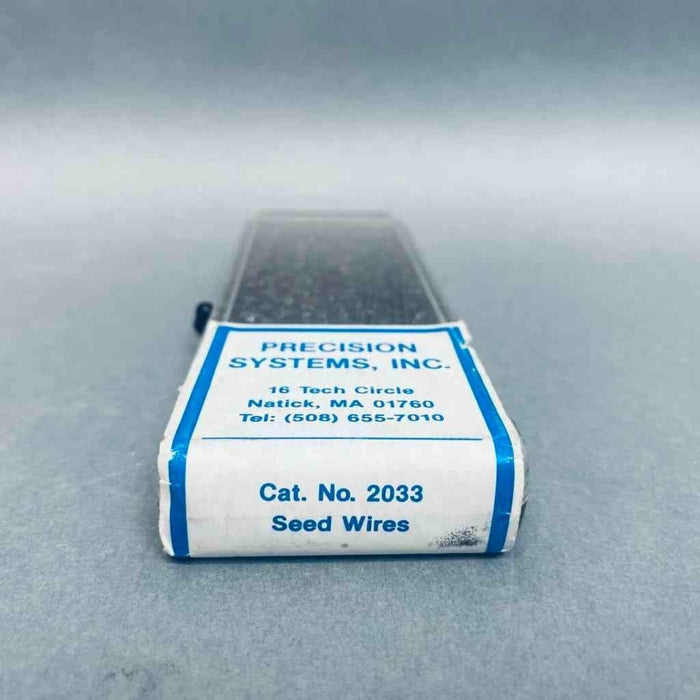 PRECISION
SYSTEMS, INC.
16 Tech Circle
Natick, MA 01760
Tel: (508) 655-7010
Cat. No. 2033
Seed Wires